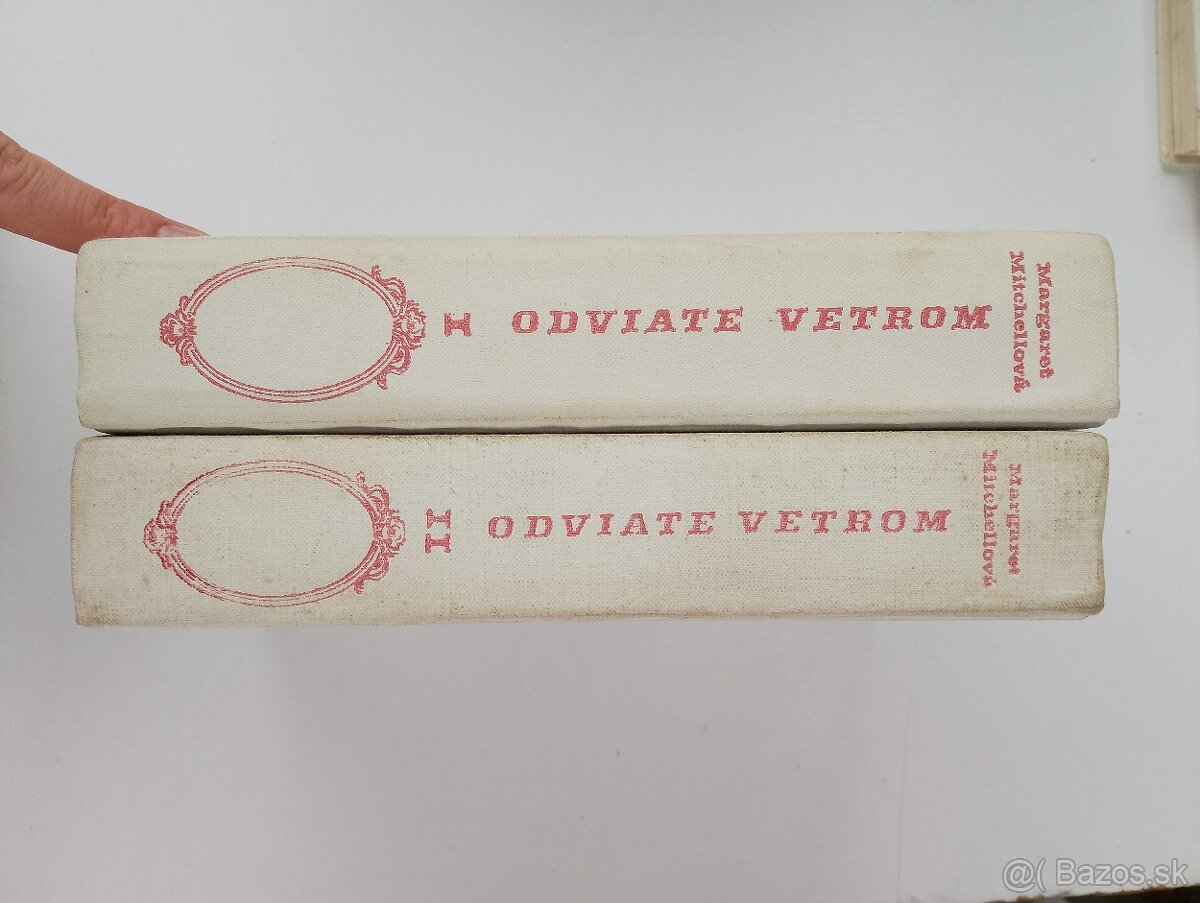 Margaret
Mitchellová
ODVIATE VETROM
I
Margaret
Mitchellová
ODVIATE VETROM
II
@( Bazos.sk